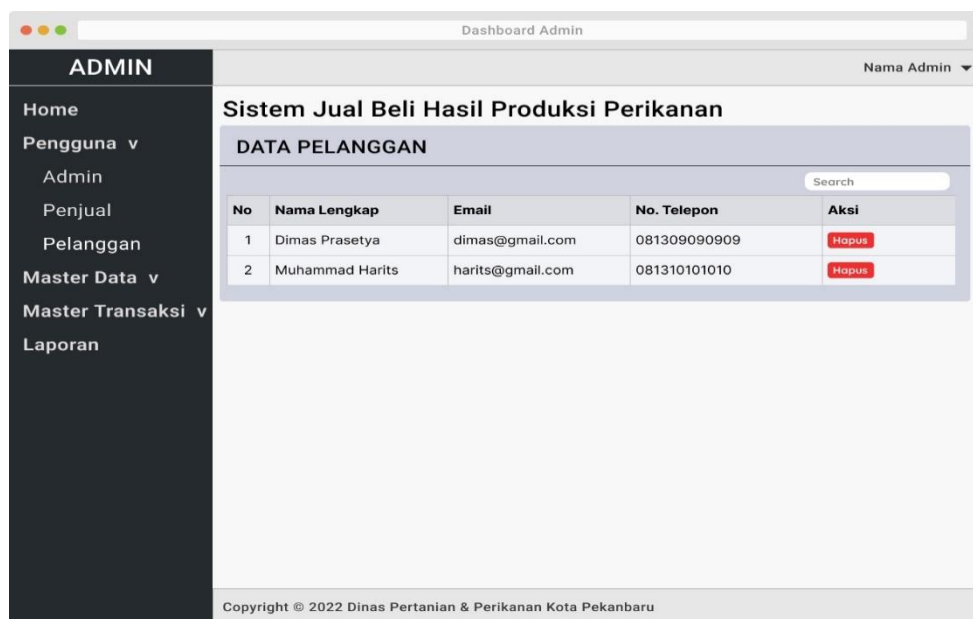 Dashboard Admin
ADMIN
Nama Admin
Home
Pengguna v
Admin
Penjual
Pelanggan
Master Data v
Master Transaksi v
Laporan
Sistem Jual Beli Hasil Produksi Perikanan
DATA PELANGGAN
Search
No Nama Lengkap Email No. Telepon Aksi
1 Dimas Prasetya dimas@gmail.com 081309090909 Hapus
2 Muhammad Harits harits@gmail.com 081310101010 Hapus
Copyright © 2022 Dinas Pertanian & Perikanan Kota Pekanbaru